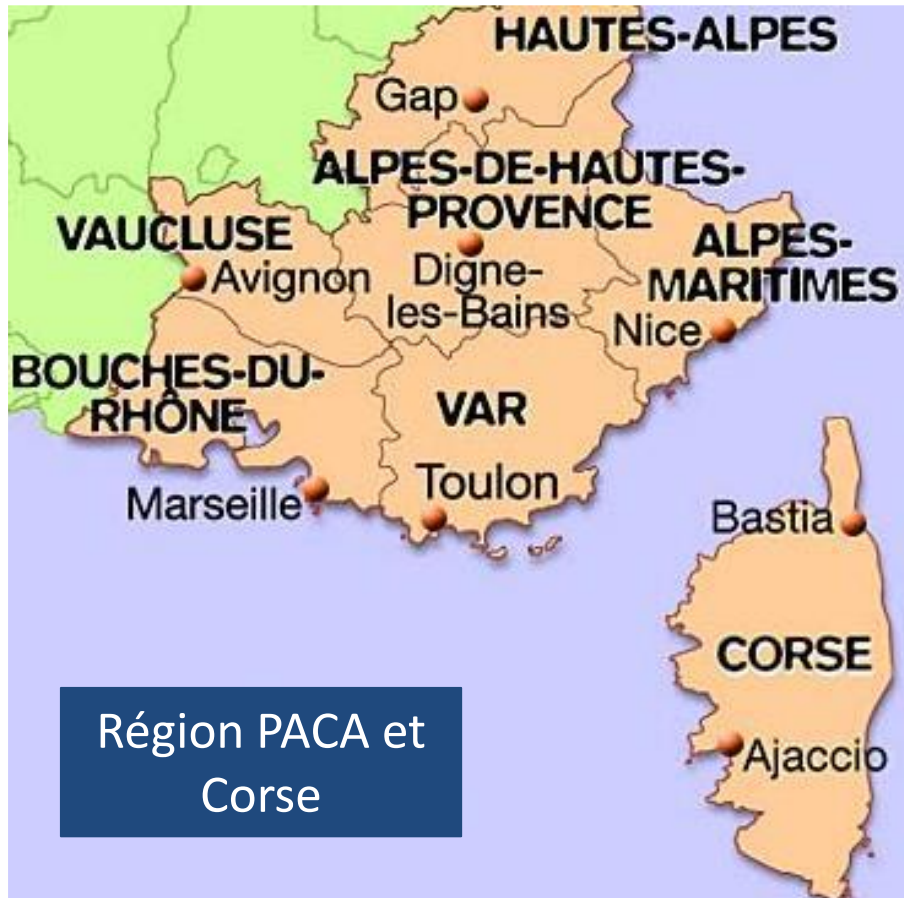 HAUTES-ALPES
Gap
ALPES-DE-HAUTES-
PROVENCE
VAUCLUSE
ALPES-
MARITIMES
Avignon
Digne-
les-Bains
Nice
BOUCHES-DU-
RHÔNE
VAR
Toulon
Marseille
Bastia
CORSE
Ajaccio
Région PACA et
Corse